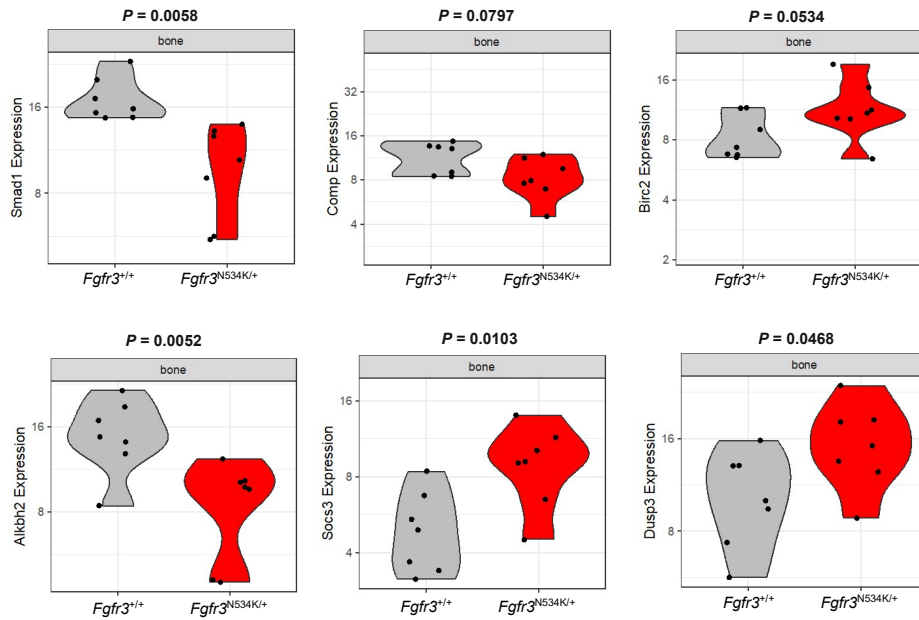 P = 0.0058
bone
Smad1 Expression
16
8
Fgfr3+/+
Fgfr3N534K/+
P = 0.0797
bone
Comp Expression
32
16
8
4
Fgfr3+/+
Fgfr3N534K/+
P = 0.0534
bone
Birc2 Expression
16
8
4
2
Fgfr3+/+
Fgfr3N534K/+
P = 0.0052
bone
Alkbh2 Expression
16
8
Fgfr3+/+
Fgfr3N534K/+
P = 0.0103
bone
Socs3 Expression
16
8
4
Fgfr3+/+
Fgfr3N534K/+
P = 0.0468
bone
Dusp3 Expression
16
8
Fgfr3+/+
Fgfr3N534K/+